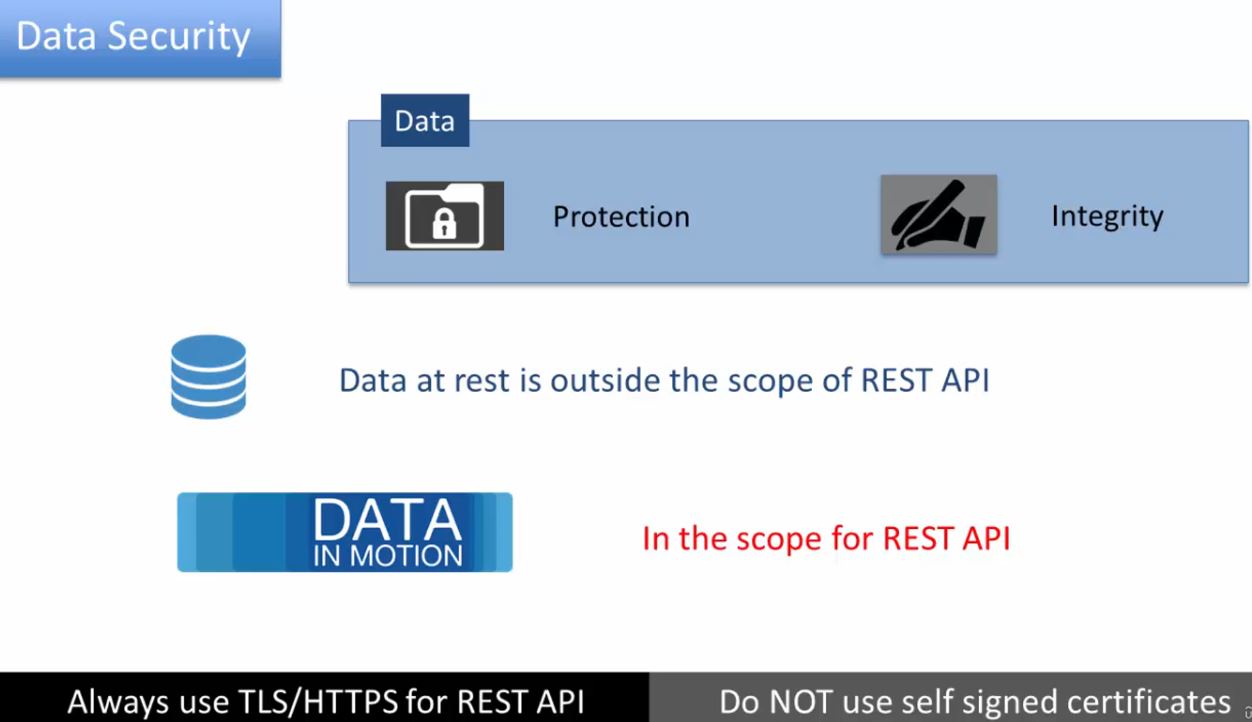 Data Security
Data
Protection
Integrity
Data at rest is outside the scope of REST API
DATA
IN MOTION
In the scope for REST API
Always use TLS/HTTPS for REST API
Do NOT use self signed certificates